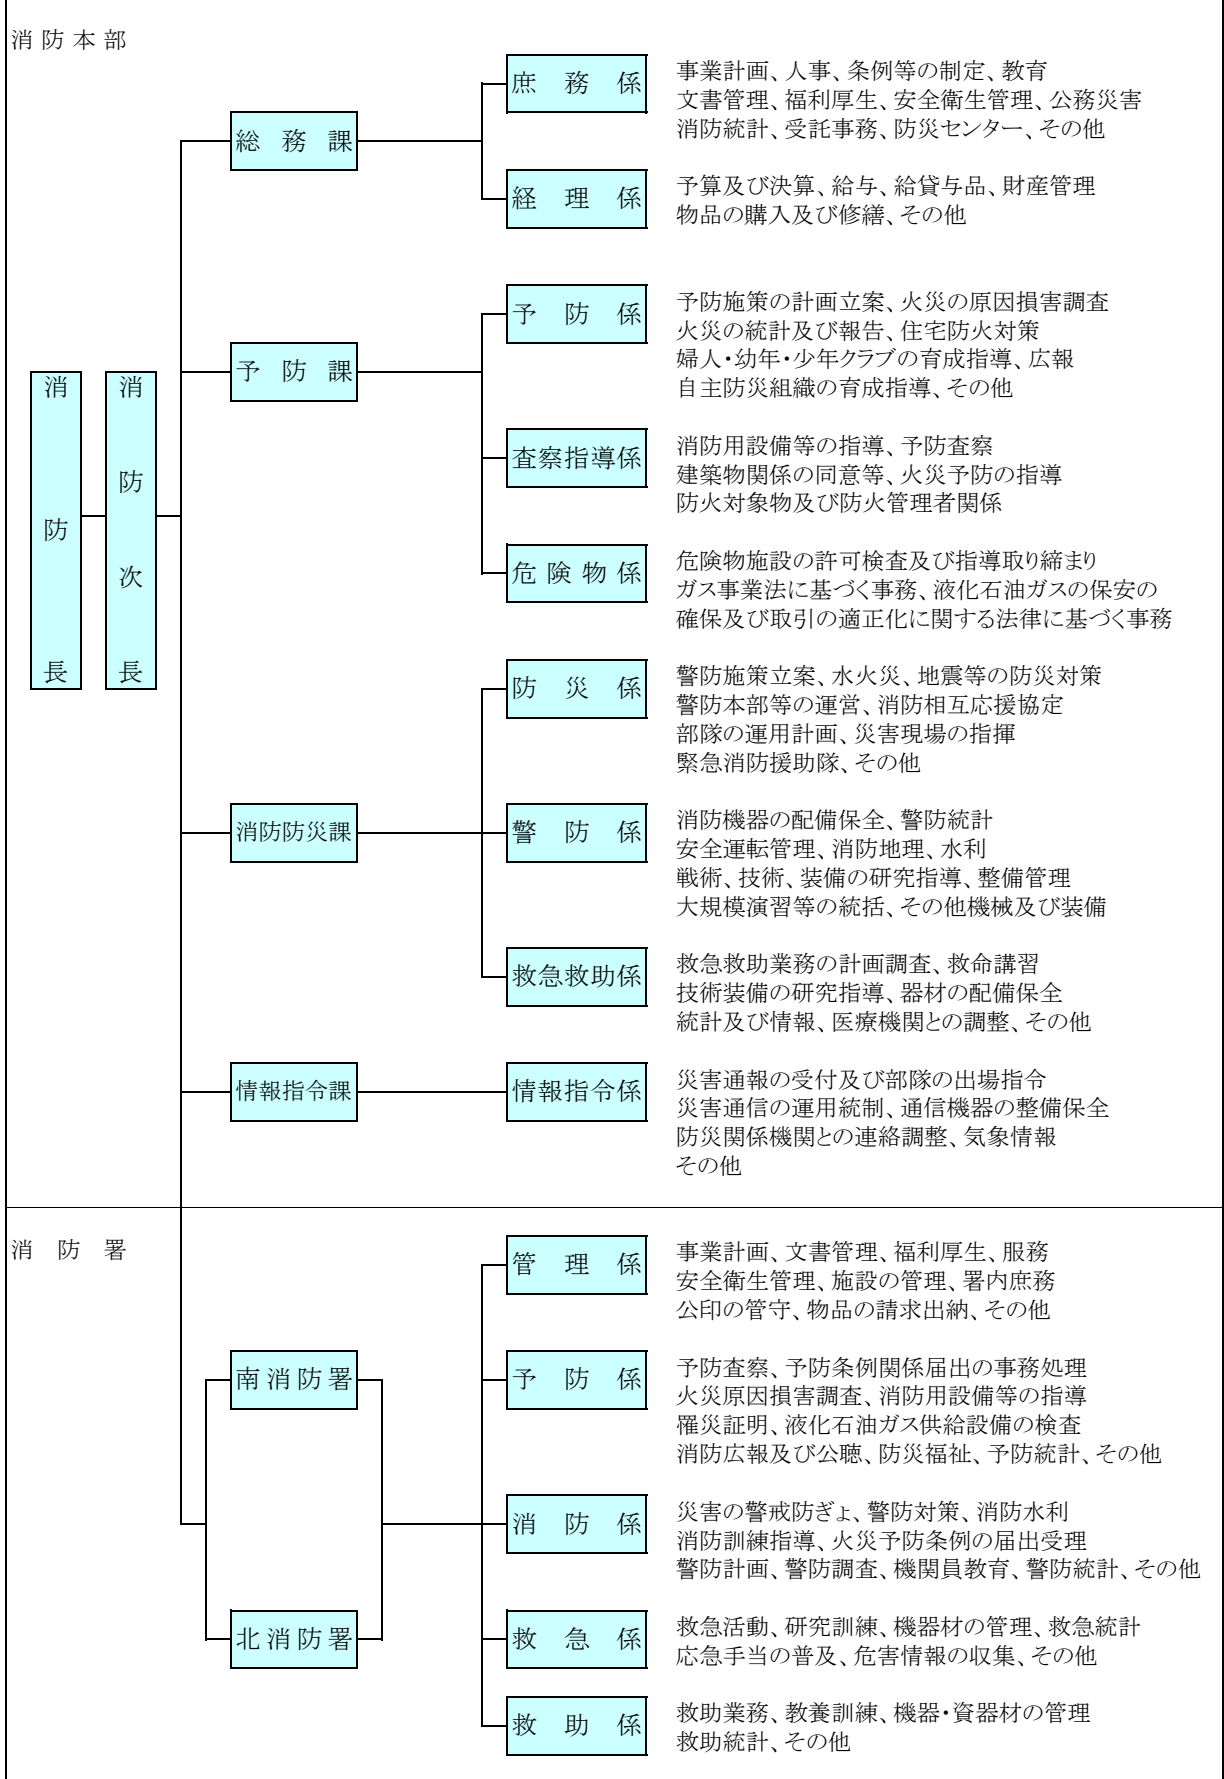 消防本部
庶務係
事業計画、人事、条例等の制定、教育
文書管理、福利厚生、安全衛生管理、公務災害
消防統計、受託事務、防災センター、その他
総務課
経理係
予算及び決算、給与、給貸与品、財産管理
物品の購入及び修繕、その他
予防係
予防施策の計画立案、火災の原因損害調査
火災の統計及び報告、住宅防火対策
婦人・幼年・少年クラブの育成指導、広報
自主防災組織の育成指導、その他
予防課
消防長
消防次長
査察指導係
消防用設備等の指導、予防査察
建築物関係の同意等、火災予防の指導
防火対象物及び防火管理者関係
危険物係
危険物施設の許可検査及び指導取り締まり
ガス事業法に基づく事務、液化石油ガスの保安の
確保及び取引の適正化に関する法律に基づく事務
防災係
警防施策立案、水火災、地震等の防災対策
警防本部等の運営、消防相互応援協定
部隊の運用計画、災害現場の指揮
緊急消防援助隊、その他
消防防災課
警防係
消防機器の配備保全、警防統計
安全運転管理、消防地理、水利
戦術、技術、装備の研究指導、整備管理
大規模演習等の統括、その他機械及び装備
救急救助係
救急救助業務の計画調査、救命講習
技術装備の研究指導、器材の配備保全
統計及び情報、医療機関との調整、その他
情報指令課
情報指令係
災害通報の受付及び部隊の出場指令
災害通信の運用統制、通信機器の整備保全
防災関係機関との連絡調整、気象情報
その他
消防署
管理係
事業計画、文書管理、福利厚生、服務
安全衛生管理、施設の管理、署内庶務
公印の管守、物品の請求出納、その他
南消防署
予防係
予防査察、予防条例関係届出の事務処理
火災原因損害調査、消防用設備等の指導
罹災証明、液化石油ガス供給設備の検査
消防広報及び公聴、防災福祉、予防統計、その他
消防係
災害の警戒防ぎょ、警防対策、消防水利
消防訓練指導、火災予防条例の届出受理
警防計画、警防調査、機関員教育、警防統計、その他
北消防署
救急係
救急活動、研究訓練、機器材の管理、救急統計
応急手当の普及、危害情報の収集、その他
救助係
救助業務、教養訓練、機器・資器材の管理
救助統計、その他